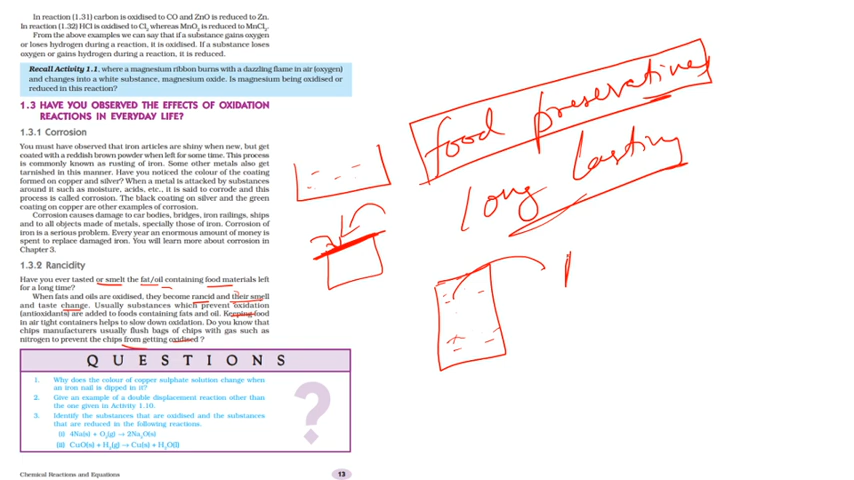 In reaction (1.31) carbon is oxidised to CO and ZnO is reduced to Zn.
In reaction (1.32) HCl is oxidised to Cl₂ whereas MnO₂ is reduced to MnCl₂.
From the above examples we can say that if a substance gains oxygen
or loses hydrogen during a reaction, it is oxidised. If a substance loses
oxygen or gains hydrogen during a reaction, it is reduced.
Recall Activity 1.1, where a magnesium ribbon burns with a dazzling flame in air (oxygen)
and changes into a white substance, magnesium oxide. Is magnesium being oxidised or
reduced in this reaction?
1.3 HAVE YOU OBSERVED THE EFFECTS OF OXIDATION
REACTIONS IN EVERYDAY LIFE?
1.3.1 Corrosion
You must have observed that iron articles are shiny when new, but get
coated with a reddish brown powder when left for some time. This process
is commonly known as rusting of iron. Some other metals also get
tarnished in this manner. Have you noticed the colour of the coating
formed on copper and silver? When a metal is attacked by substances
around it such as moisture, acids, etc., it is said to corrode and this
process is called corrosion. The black coating on silver and the green
coating on copper are other examples of corrosion.
Corrosion causes damage to car bodies, bridges, iron railings, ships
and to all objects made of metals, specially those of iron. Corrosion of
iron is a serious problem. Every year an enormous amount of money is
spent to replace damaged iron. You will learn more about corrosion in
Chapter 3.
1.3.2 Rancidity
Have you ever tasted or smelt the fat/oil containing food materials left
for a long time?
When fats and oils are oxidised, they become rancid and their smell
and taste change. Usually substances which prevent oxidation
(antioxidants) are added to foods containing fats and oil. Keeping food
in air tight containers helps to slow down oxidation. Do you know that
chips manufacturers usually flush bags of chips with gas such as
nitrogen to prevent the chips from getting oxidised ?
QUESTIONS
1. Why does the colour of copper sulphate solution change when
an iron nail is dipped in it?
2. Give an example of a double displacement reaction other than
the one given in Activity 1.10.
3. Identify the substances that are oxidised and the substances
that are reduced in the following reactions.
(i) 4Na(s) + O₂(g) → 2Na₂O(s)
(ii) CuO(s) + H₂(g) → Cu(s) + H₂O(l)
?
Chemical Reactions and Equations
13
food preservatives
long lasting